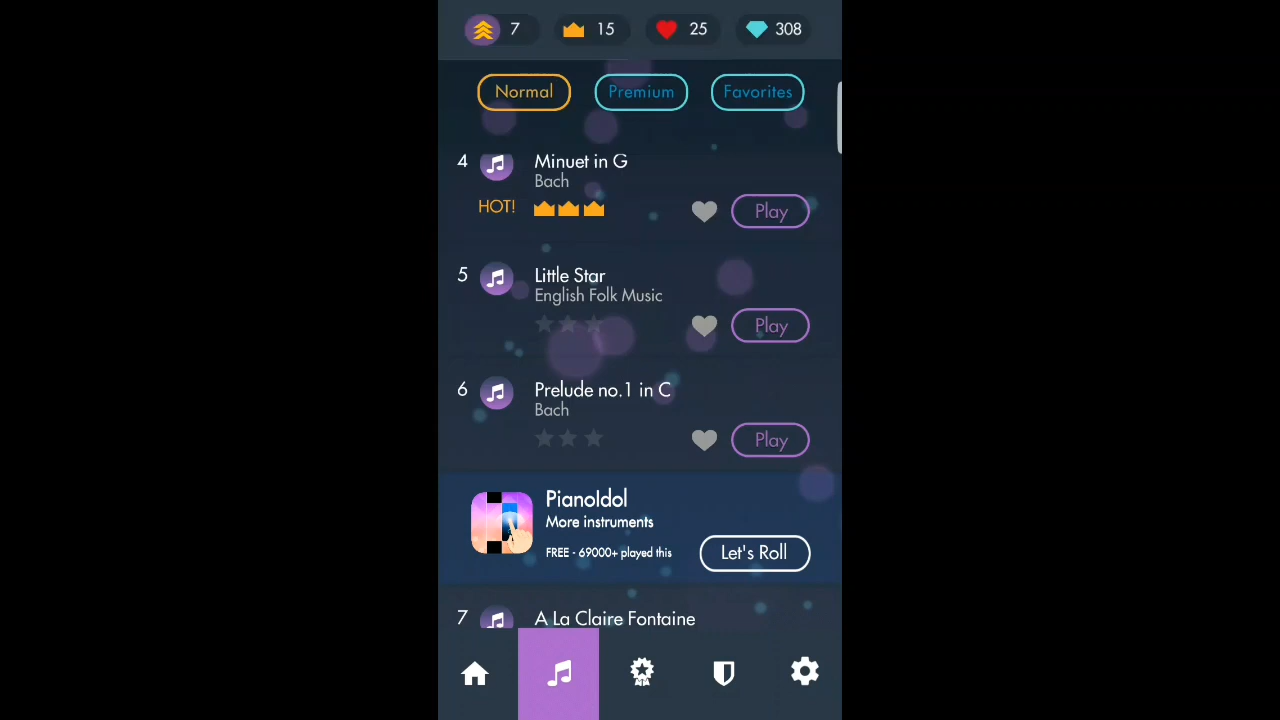 7 15 25 308
Normal Premium Favorites
4 Minuet in G
Bach
HOT!
Play
5 Little Star
English Folk Music
Play
6 Prelude no.1 in C
Bach
Play
PianoIdol
More instruments
FREE - 69000+ played this
Let's Roll
7 A La Claire Fontaine